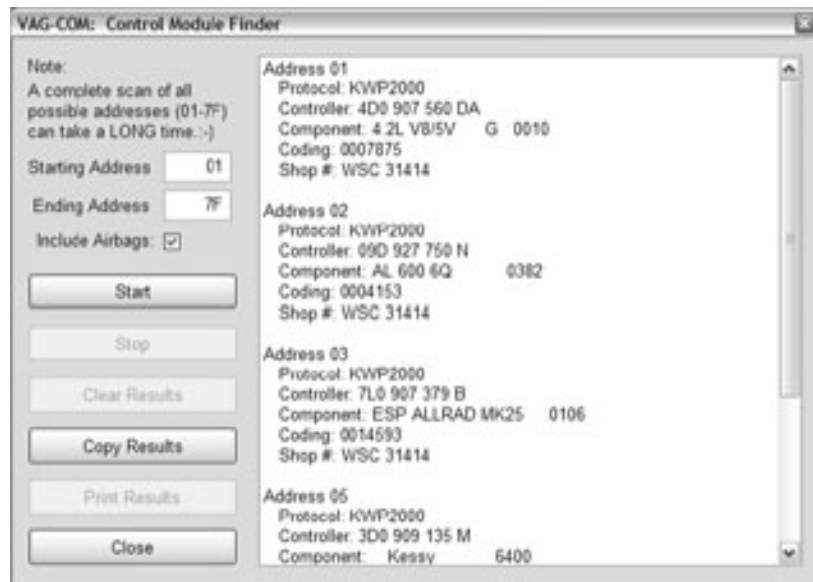 VAG-COM: Control Module Finder
Note:
A complete scan of all
possible addresses (01-7F)
can take a LONG time.:-)
Starting Address 01
Ending Address 7F
Include Airbags:
Start
Stop
Clear Results
Copy Results
Print Results
Close
Address 01
Protocol: KWP2000
Controller: 4D0 907 560 DA
Component: 4.2L V8/5V G 0010
Coding: 0007875
Shop #: WSC 31414
Address 02
Protocol: KWP2000
Controller: 09D 927 750 N
Component: AL 600 6Q 0382
Coding: 0004153
Shop #: WSC 31414
Address 03
Protocol: KWP2000
Controller: 7L0 907 379 B
Component: ESP ALLRAD MK25 0106
Coding: 0014593
Shop #: WSC 31414
Address 05
Protocol: KWP2000
Controller: 3D0 909 135 M
Component: Kessy 6400